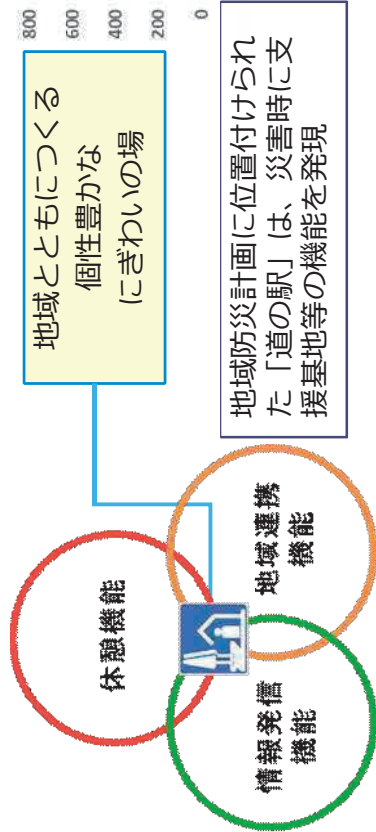 休憩機能
情報発信
機能
地域連携
機能
地域とともにつくる
個性豊かな
にぎわいの場
地域防災計画に位置付けられ
た「道の駅」は、災害時に支
援基地等の機能を発現
800
600
400
200
0